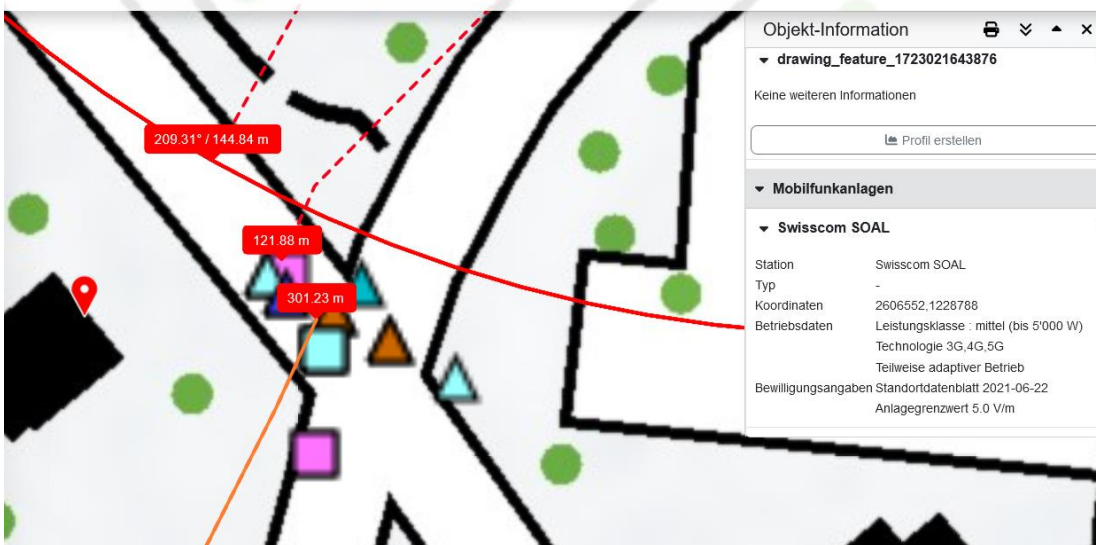 209.31° / 144.84 m
121.88 m
301.23 m
Objekt-Information
drawing_feature_1723021643876
Keine weiteren Informationen
Profil erstellen
Mobilfunkanlagen
Swisscom SOAL
Station Swisscom SOAL
Typ -
Koordinaten 2606552,1228788
Betriebsdaten Leistungsklasse : mittel (bis 5'000 W)
Technologie 3G,4G,5G
Teilweise adaptiver Betrieb
Bewilligungsangaben Standortdatenblatt 2021-06-22
Anlagegrenzwert 5.0 V/m